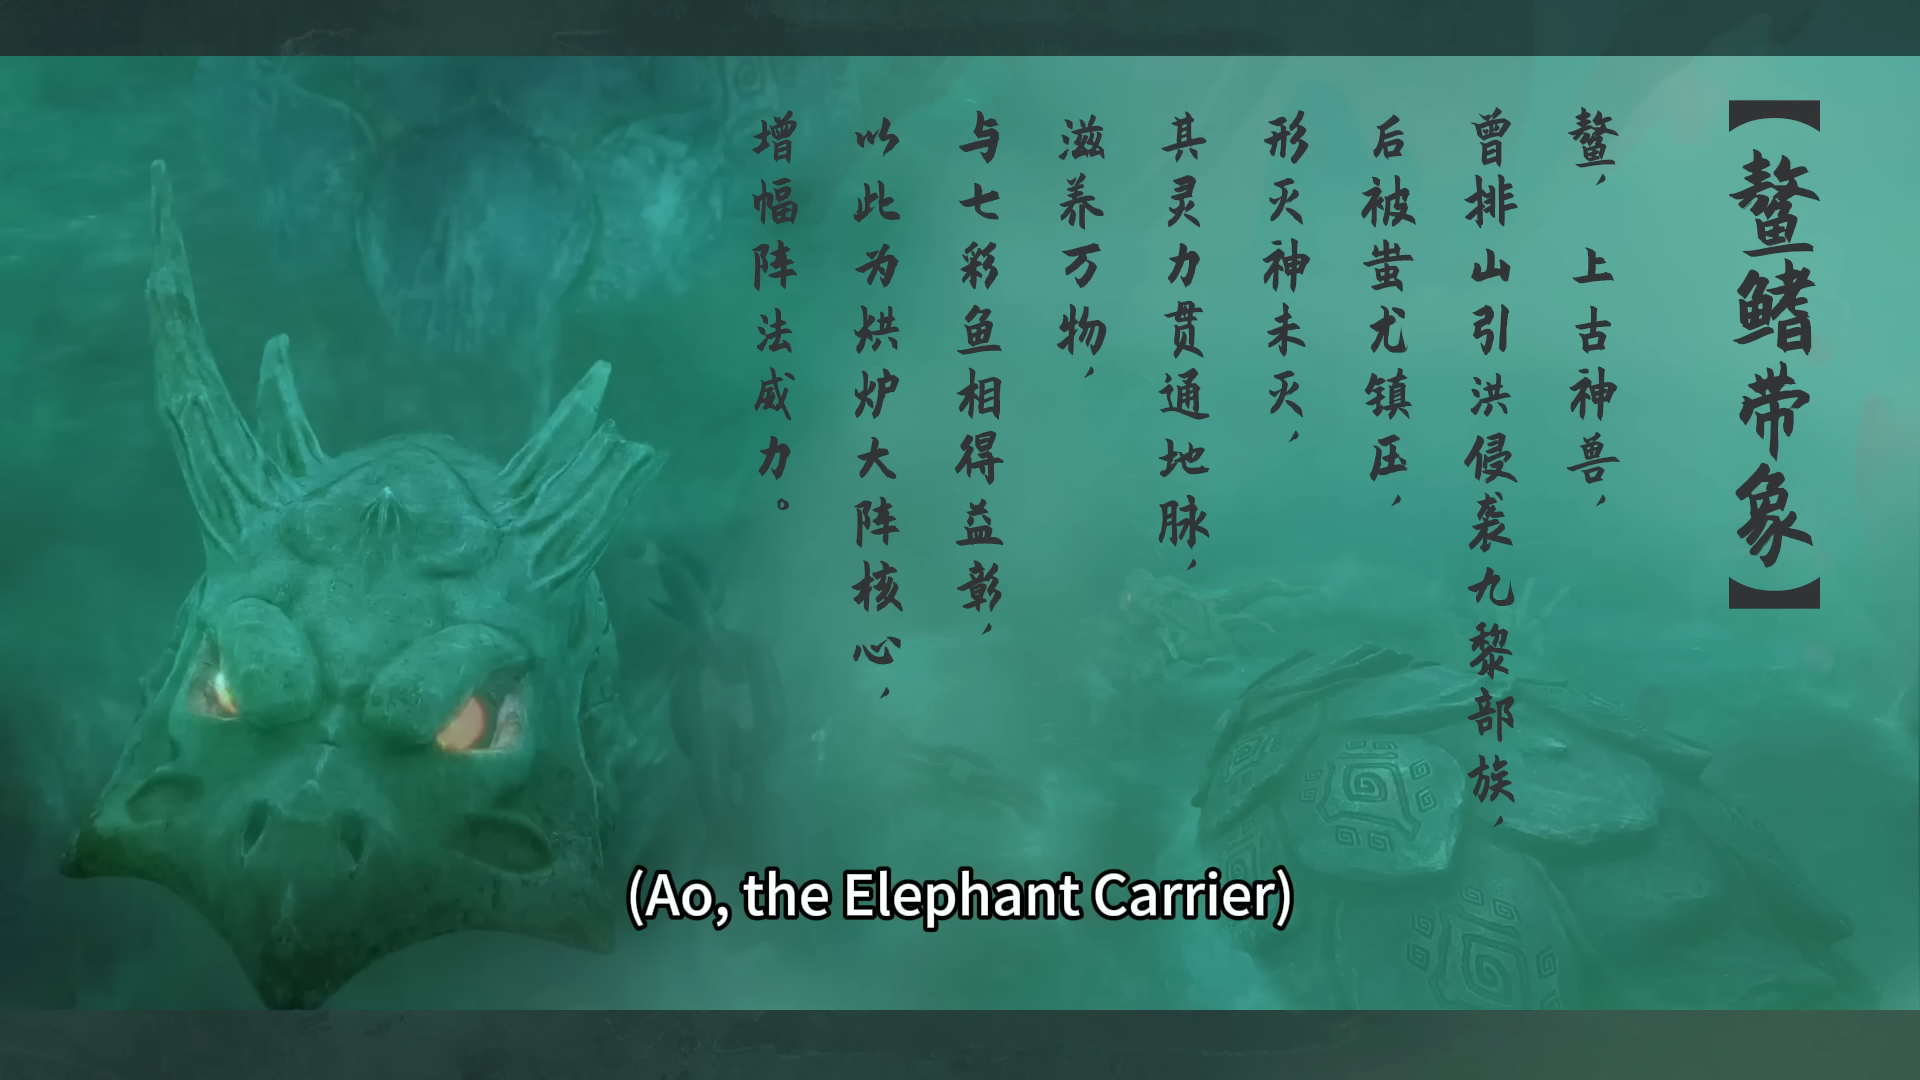 【鳌鳍带象】
鳌，上古神兽，
曾排山引洪侵袭九黎部族，
后被蚩尤镇压，
形灭神未灭，
其灵力贯通地脉，
滋养万物，
与七彩鱼相得益彰，
以此为烘炉大阵核心，
增幅阵法威力。
(Ao, the Elephant Carrier)